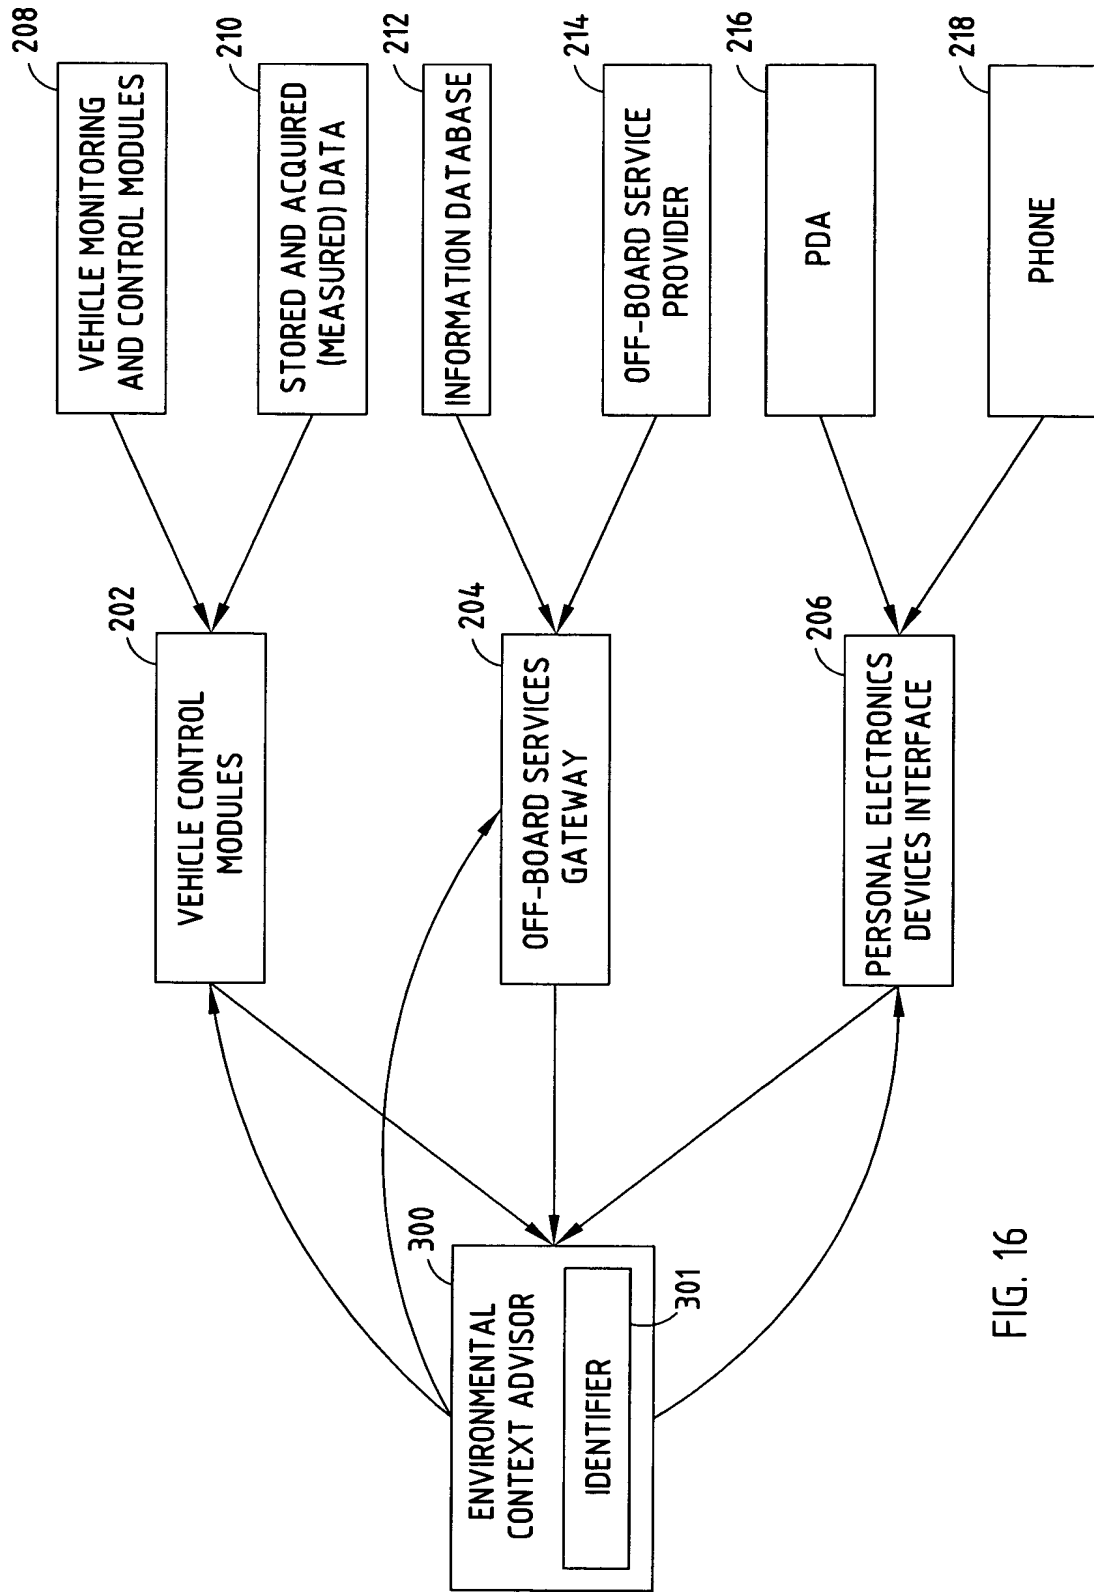 208
VEHICLE MONITORING
AND CONTROL MODULES
210
STORED AND ACQUIRED
(MEASURED) DATA
212
INFORMATION DATABASE
214
OFF-BOARD SERVICE
PROVIDER
216
PDA
218
PHONE
202
VEHICLE CONTROL
MODULES
204
OFF-BOARD SERVICES
GATEWAY
206
PERSONAL ELECTRONICS
DEVICES INTERFACE
300
ENVIRONMENTAL
CONTEXT ADVISOR
301
IDENTIFIER
FIG. 16